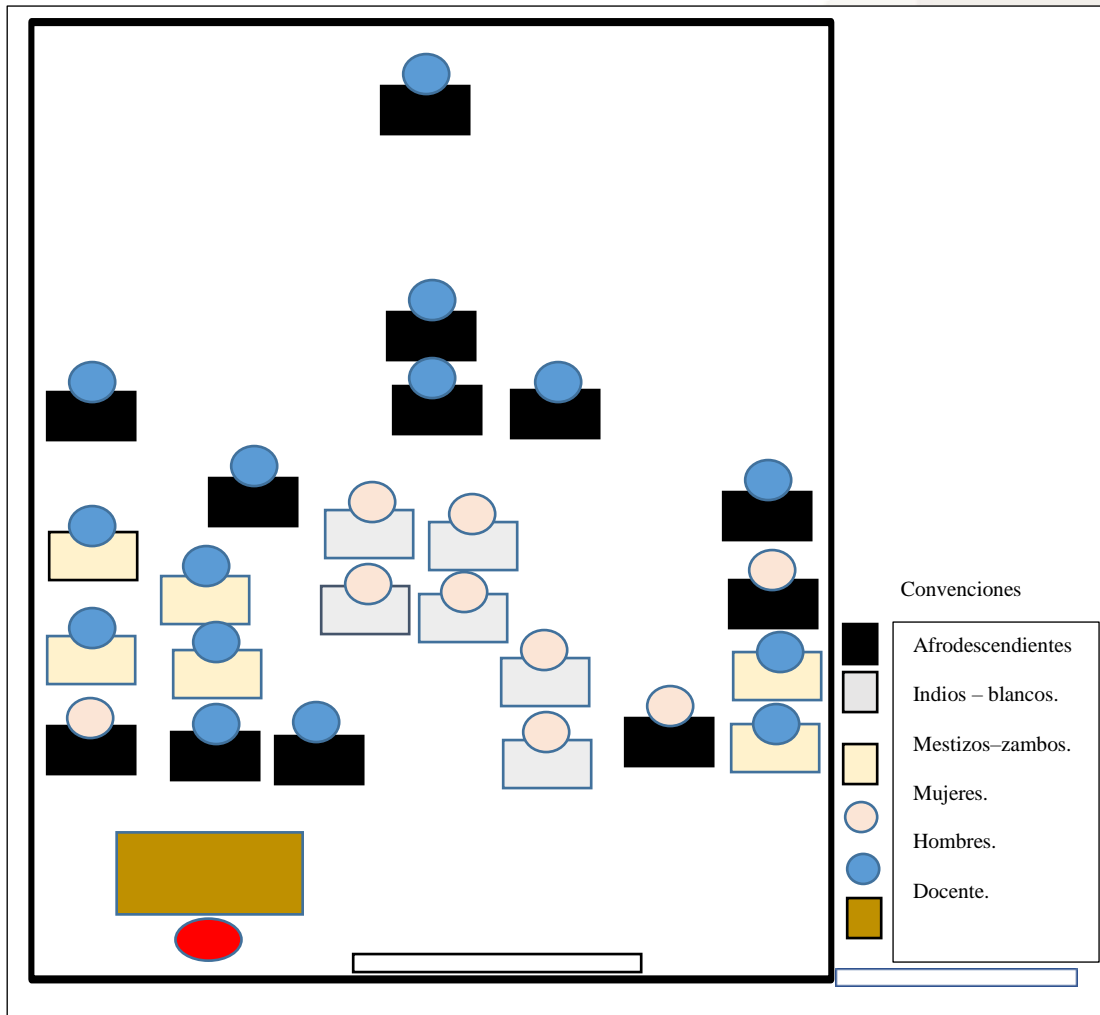 Convenciones
Afrodescendientes
Indios – blancos.
Mestizos–zambos.
Mujeres.
Hombres.
Docente.